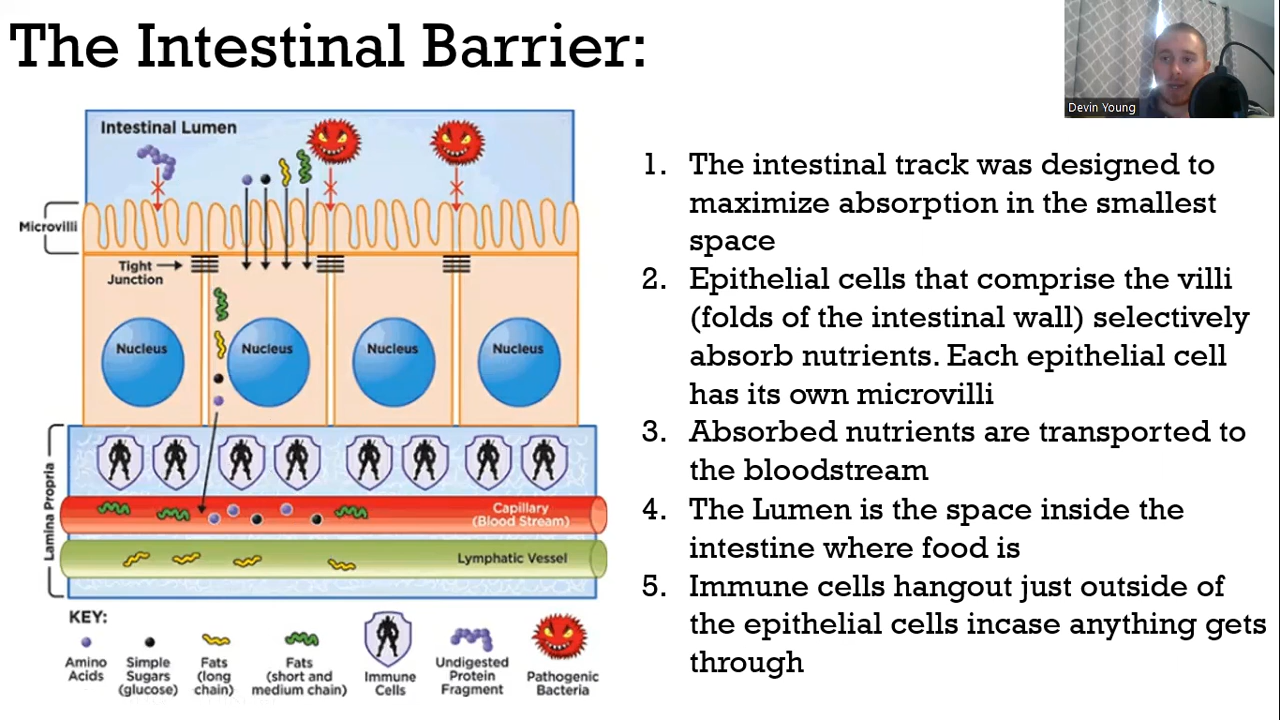 The Intestinal Barrier:
Devin Young
Intestinal Lumen
Microvilli
Tight
Junction
Nucleus
Nucleus
Nucleus
Nucleus
Lamina Propria
Capillary
(Blood Stream)
Lymphatic Vessel
KEY:
Amino
Acids
Simple
Sugars
(glucose)
Fats
(long
chain)
Fats
(short and
medium chain)
Immune
Cells
Undigested
Protein
Fragment
Pathogenic
Bacteria
1. The intestinal track was designed to
maximize absorption in the smallest
space
2. Epithelial cells that comprise the villi
(folds of the intestinal wall) selectively
absorb nutrients. Each epithelial cell
has its own microvilli
3. Absorbed nutrients are transported to
the bloodstream
4. The Lumen is the space inside the
intestine where food is
5. Immune cells hangout just outside of
the epithelial cells incase anything gets
through